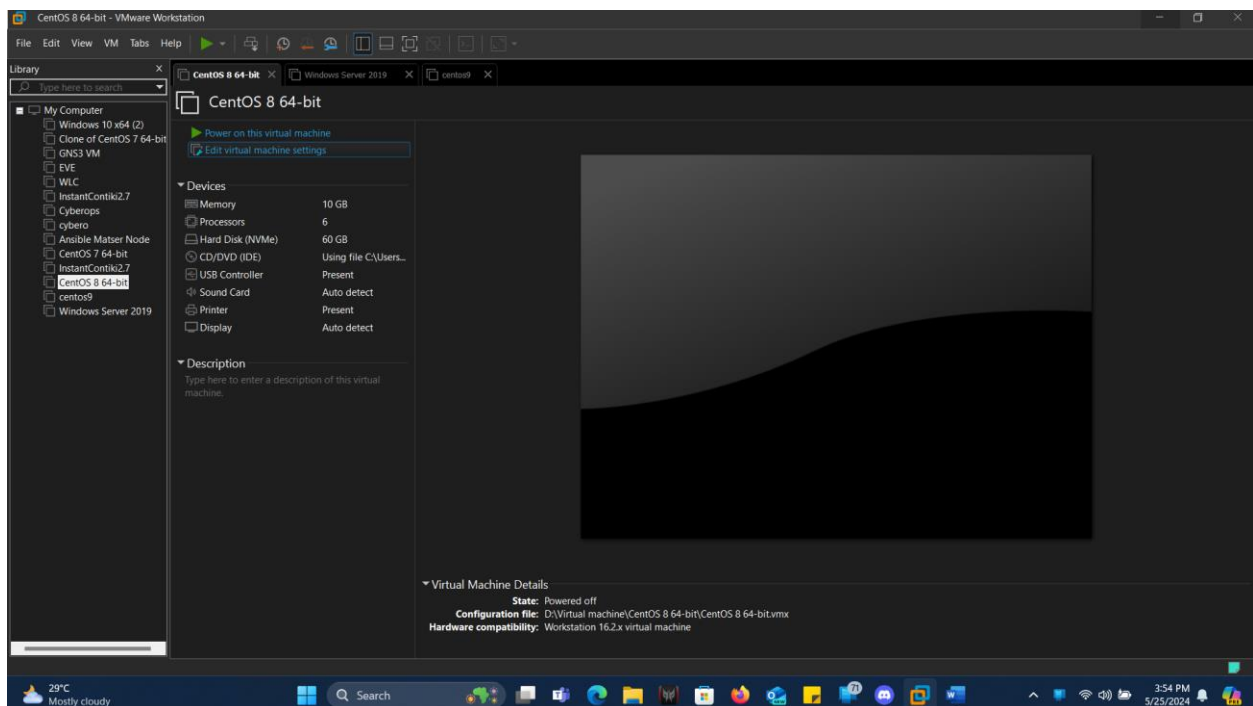 CentOS 8 64-bit - VMware Workstation
File Edit View VM Tabs Help
Library
Type here to search
My Computer
Windows 10 x64 (2)
Clone of CentOS 7 64-bit
GNS3 VM
EVE
WLC
InstantContiki2.7
Cyberops
cybero
Ansible Matser Node
CentOS 7 64-bit
InstantContiki2.7
CentOS 8 64-bit
centos9
Windows Server 2019
CentOS 8 64-bit Windows Server 2019 centos9
CentOS 8 64-bit
Power on this virtual machine
Edit virtual machine settings
Devices
Memory 10 GB
Processors 6
Hard Disk (NVMe) 60 GB
CD/DVD (IDE) Using file C:\Users...
USB Controller Present
Sound Card Auto detect
Printer Present
Display Auto detect
Description
Type here to enter a description of this virtual
machine.
Virtual Machine Details
State: Powered off
Configuration file: D:\Virtual machine\CentOS 8 64-bit\CentOS 8 64-bit.vmx
Hardware compatibility: Workstation 16.2.x virtual machine
29°C
Mostly cloudy
Search
71
3:54 PM
5/25/2024